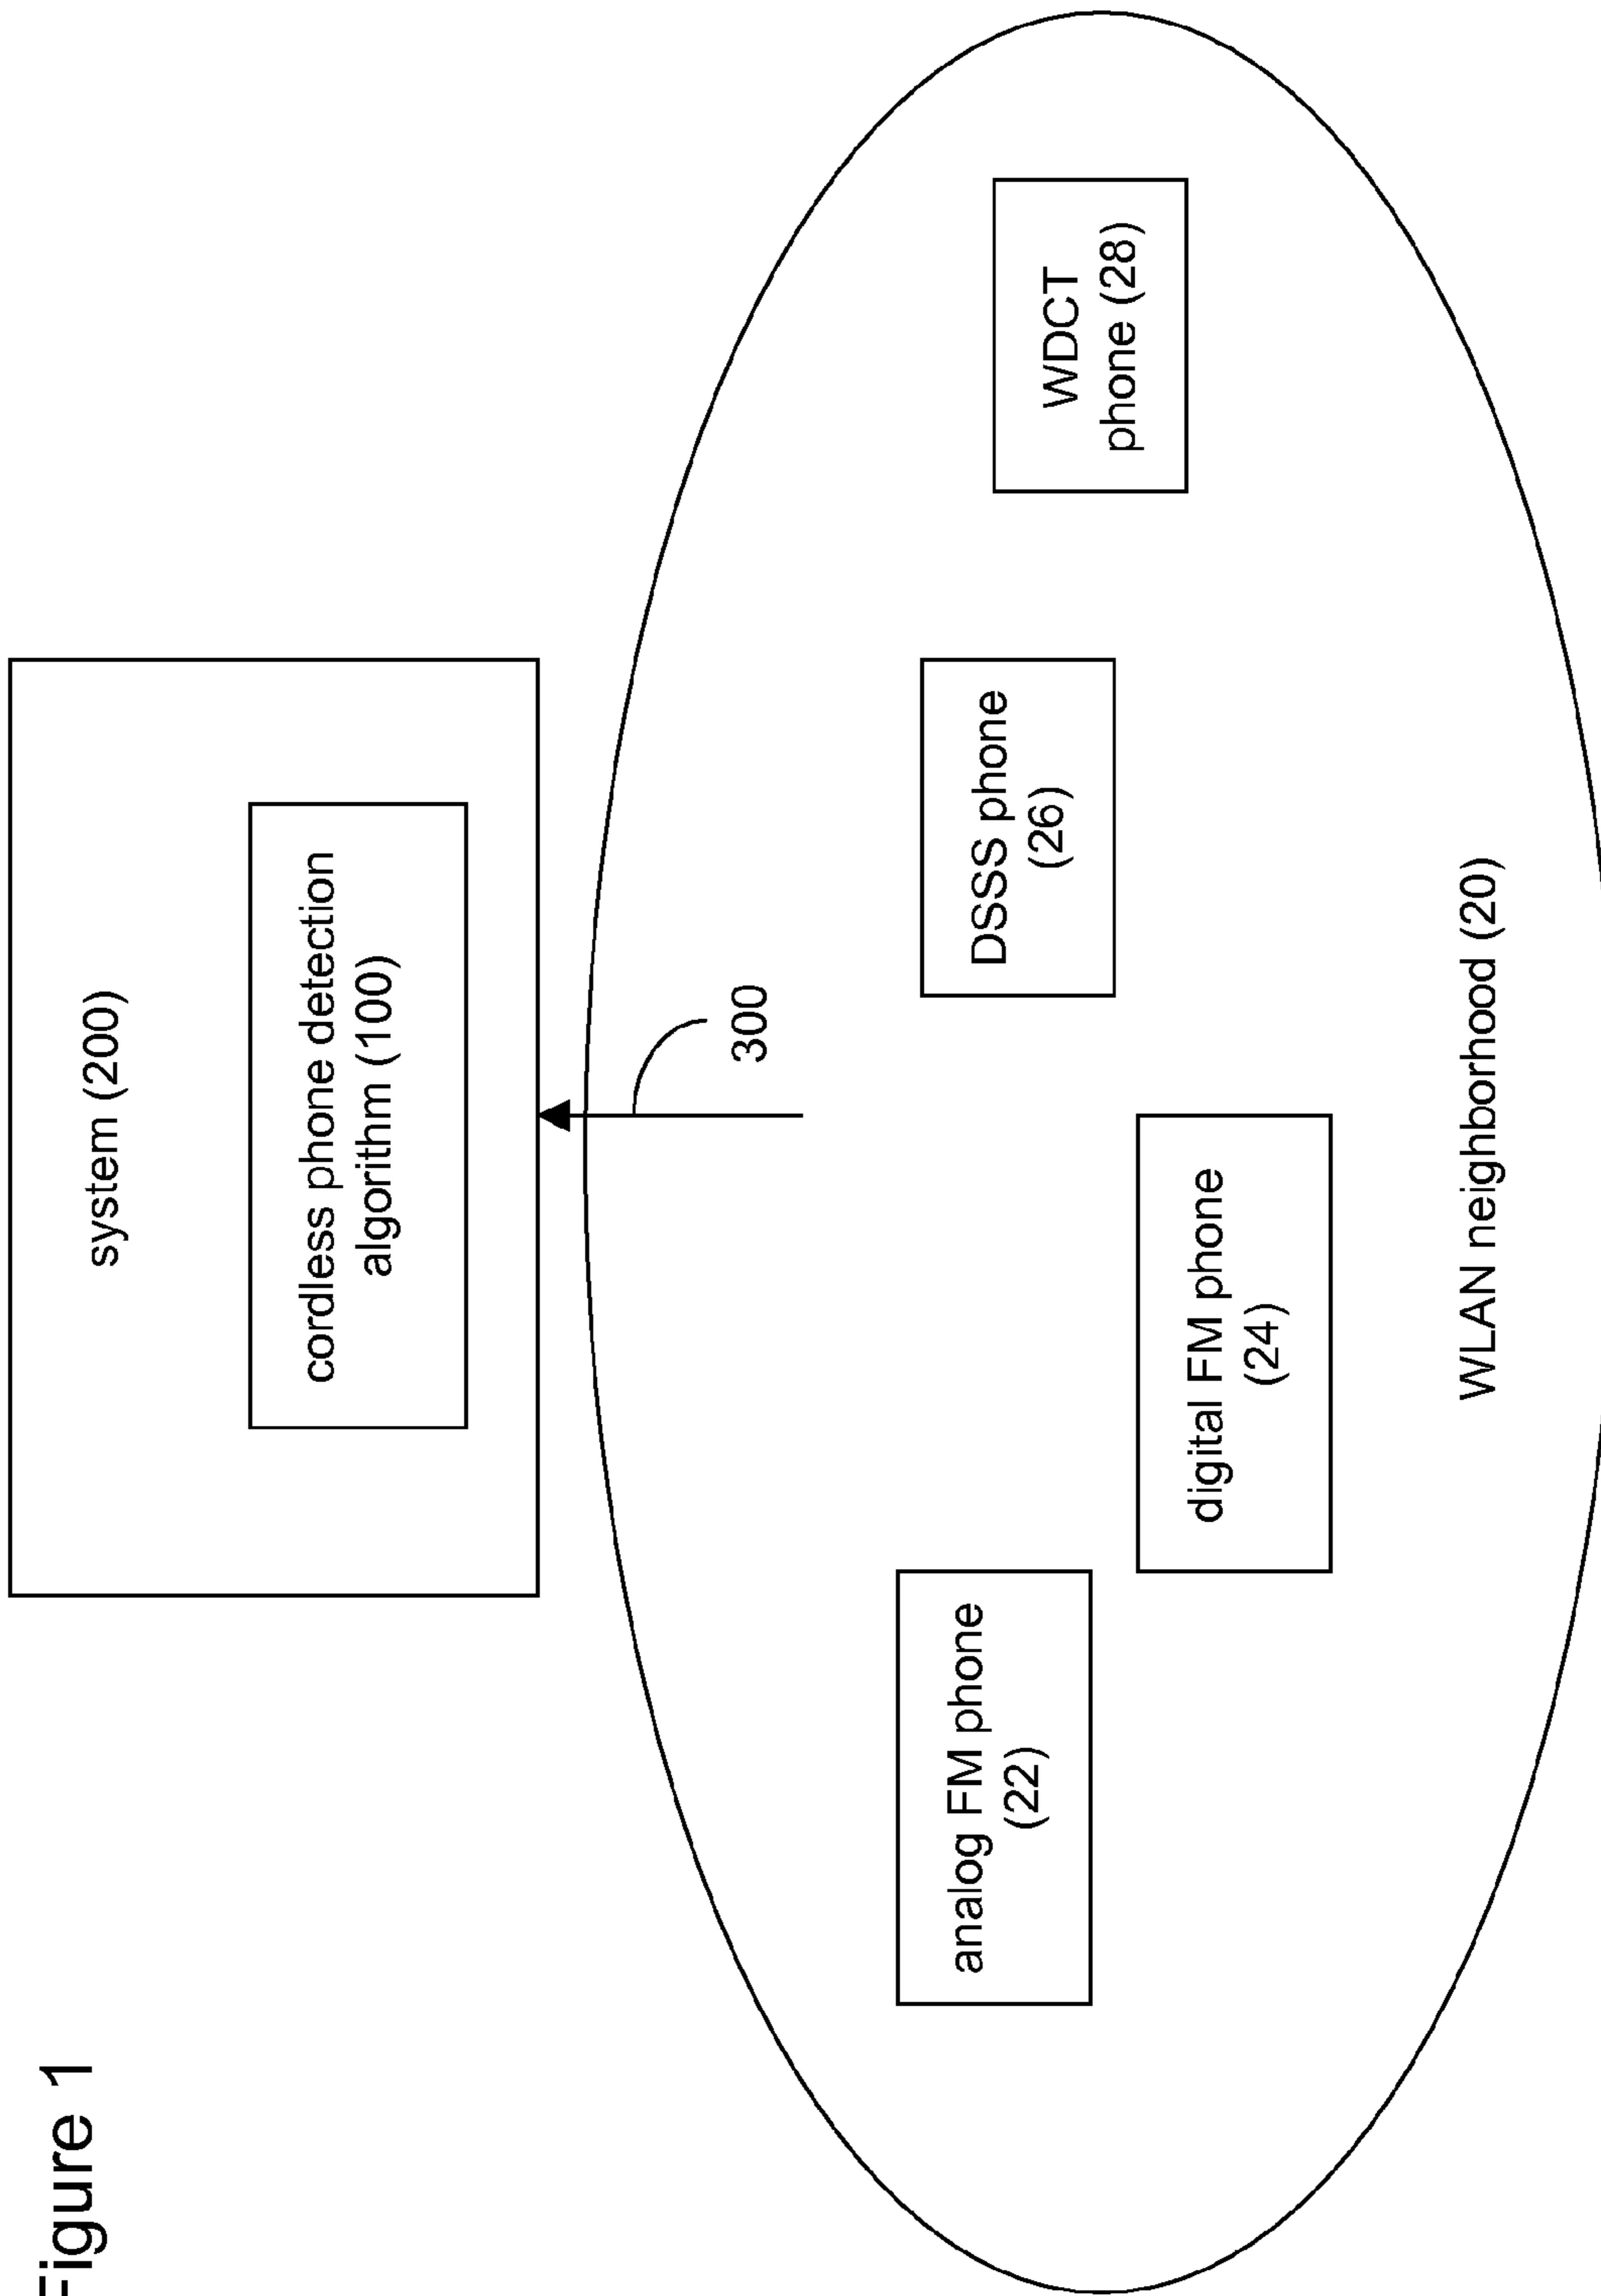 Figure 1
system (200)
cordless phone detection
algorithm (100)
300
analog FM phone
(22)
digital FM phone
(24)
DSSS phone
(26)
WDCT
phone (28)
WLAN neighborhood (20)